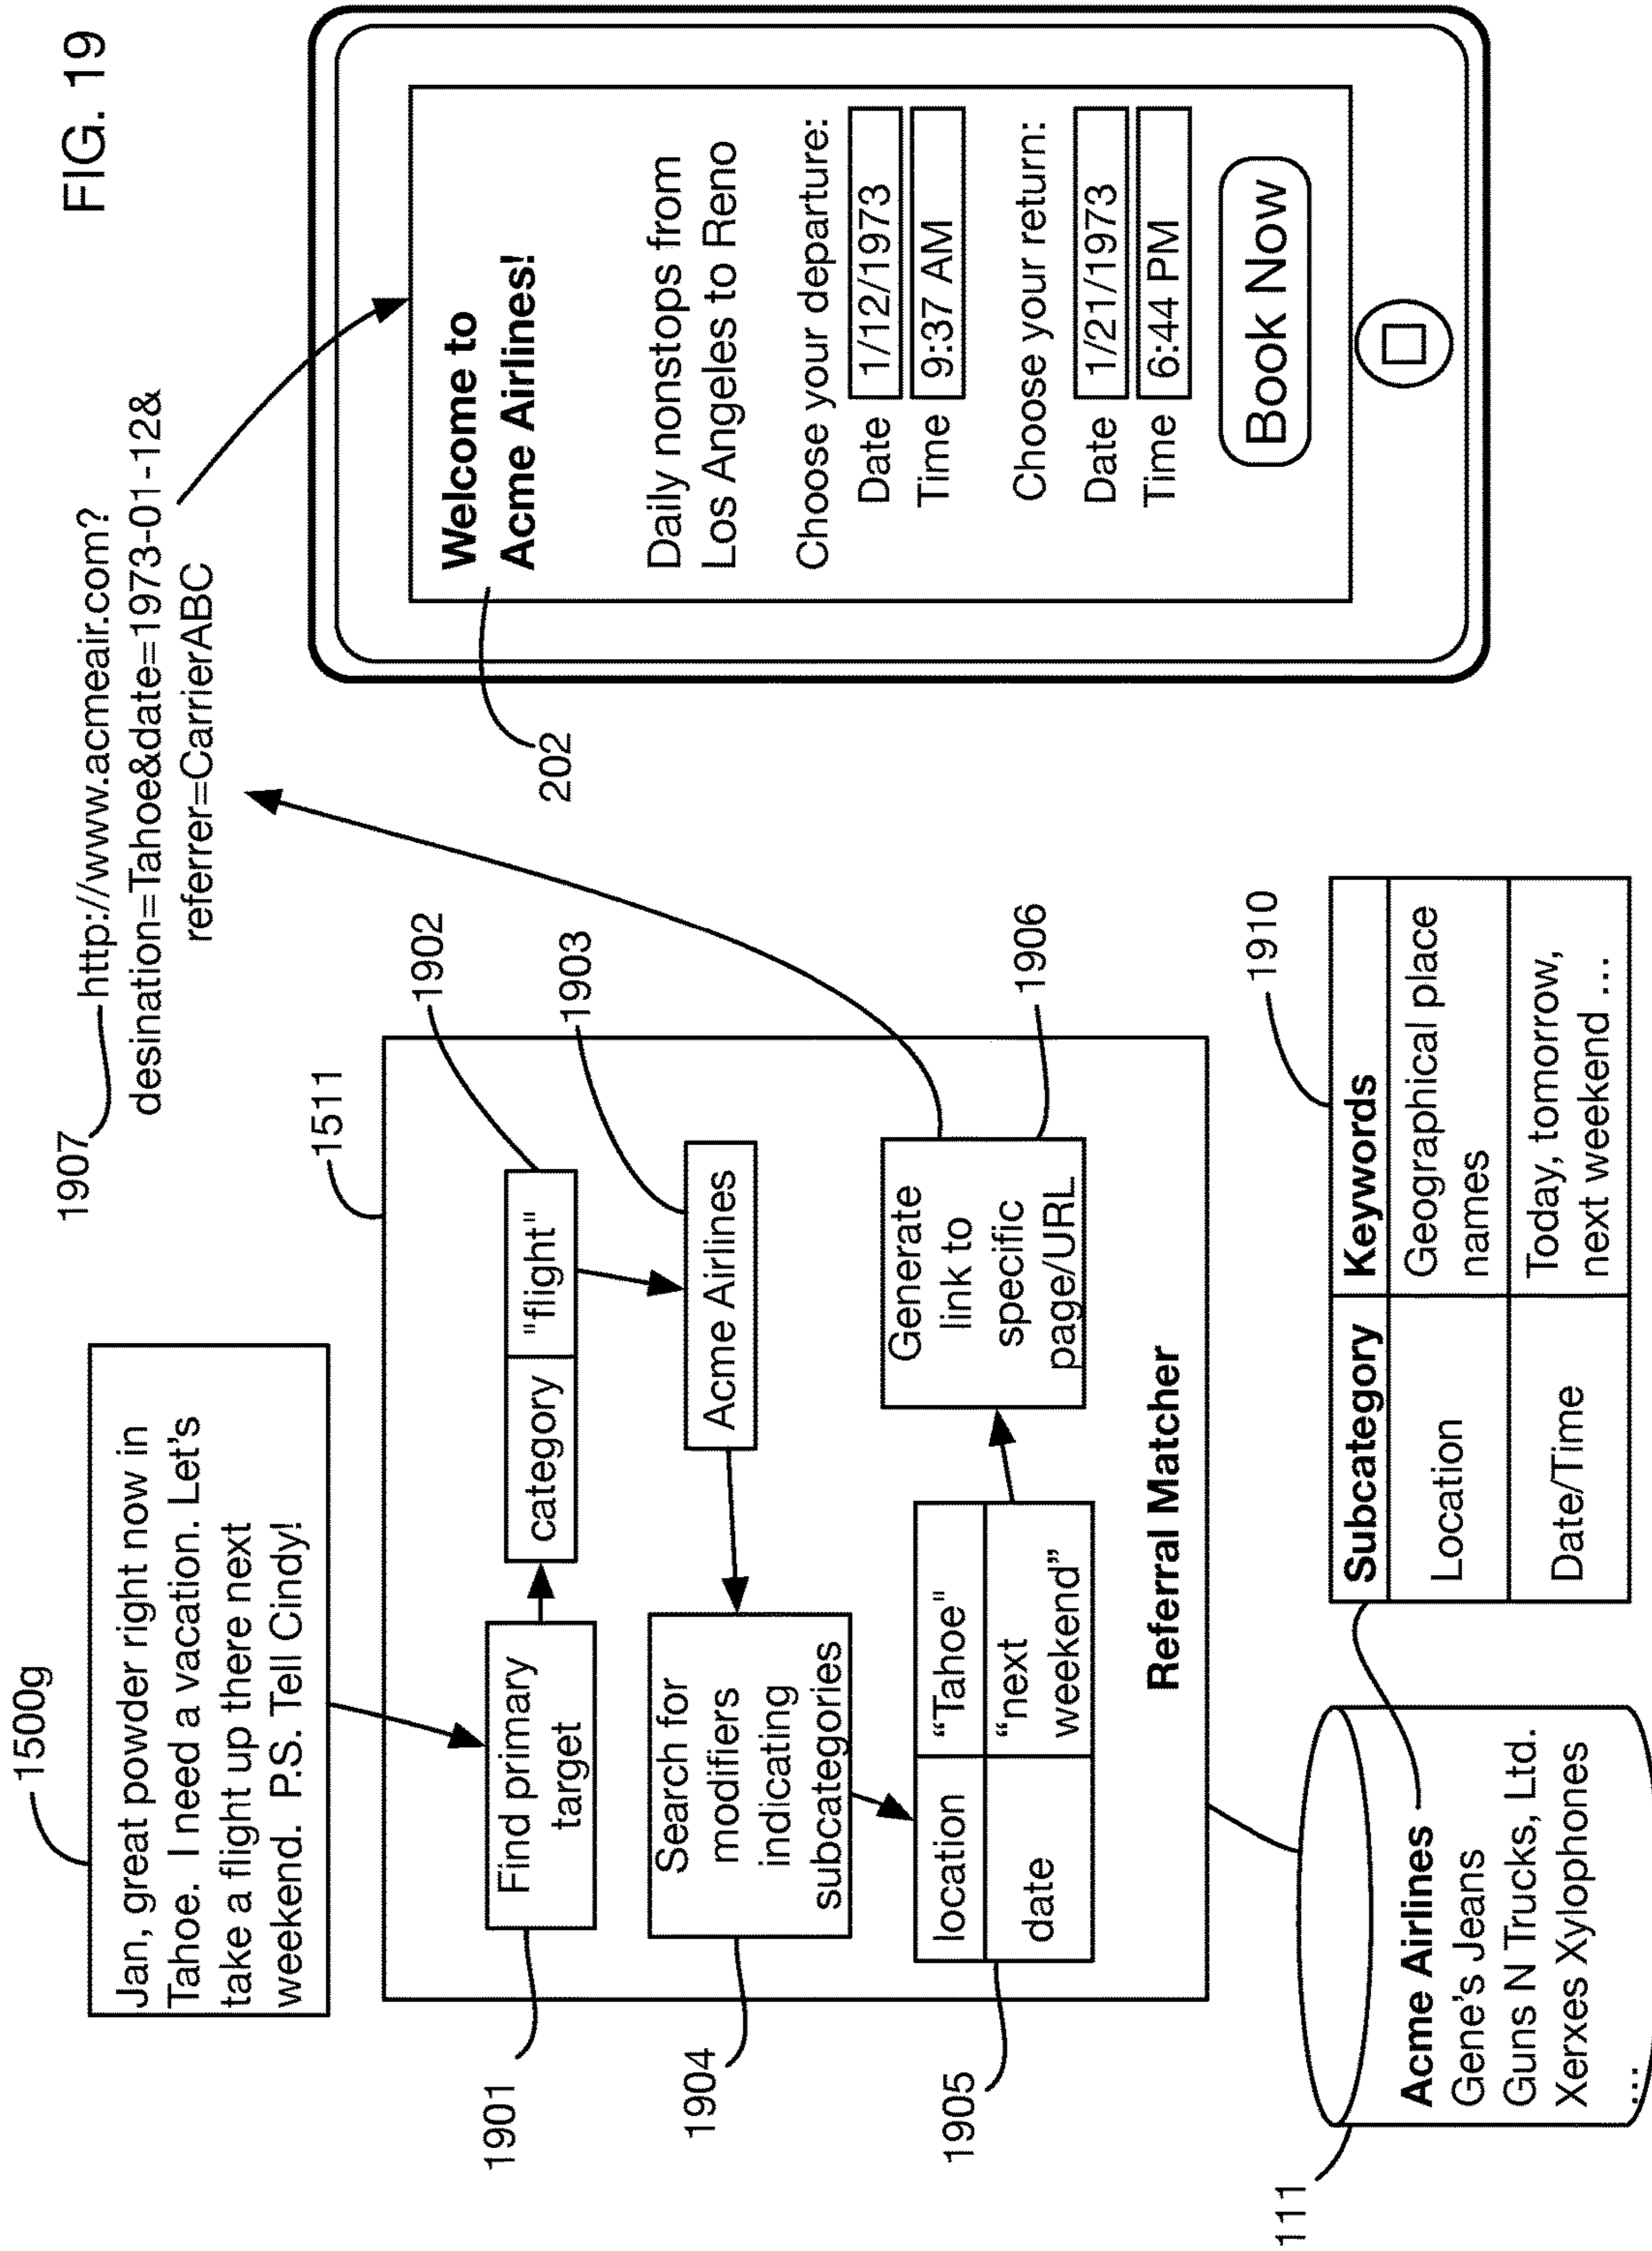 FIG. 19
1500g
Jan, great powder right now in
Tahoe.  I need a vacation. Let's
take a flight up there next
weekend.  P.S. Tell Cindy!
1907
http://www.acmeair.com?
desination=Tahoe&date=1973-01-12&
referrer=CarrierABC
1511
1901
Find primary
target
category
"flight"
1902
Acme Airlines
1903
1904
Search for
modifiers
indicating
subcategories
1905
location
“Tahoe"
date
“next
weekend”
Generate
link to
specific
page/URL
1906
Referral Matcher
202
Welcome to
Acme Airlines!
Daily nonstops from
Los Angeles to Reno
Choose your departure:
Date 1/12/1973
Time 9:37 AM
Choose your return:
Date 1/21/1973
Time 6:44 PM
Book Now
111
Acme Airlines
Gene's Jeans
Guns N Trucks, Ltd.
Xerxes Xylophones
...
1910
Subcategory Keywords
Location
Geographical place
names
Date/Time
Today, tomorrow,
next weekend ...